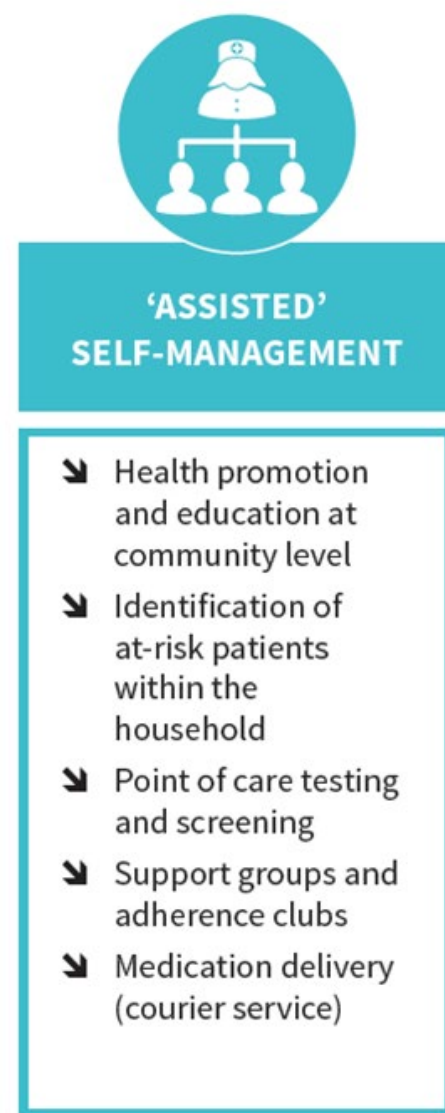 ‘ASSISTED’
SELF-MANAGEMENT
Health promotion
and education at
community level
Identification of
at-risk patients
within the
household
Point of care testing
and screening
Support groups and
adherence clubs
Medication delivery
(courier service)